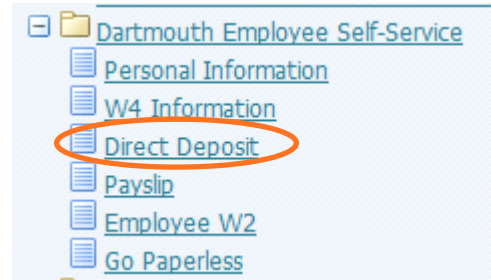 Dartmouth Employee Self-Service
Personal Information
W4 Information
Direct Deposit
Payslip
Employee W2
Go Paperless